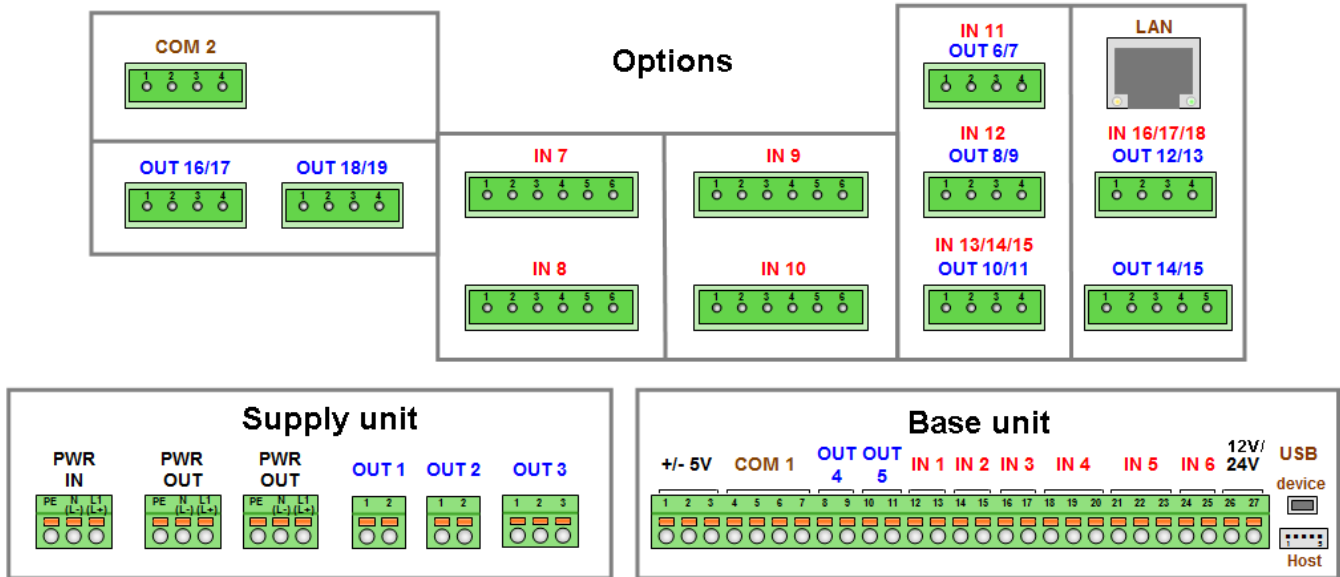 COM 2
1 2 3 4
OUT 16/17
1 2 3 4
OUT 18/19
1 2 3 4
Options
IN 7
1 2 3 4 5 6
IN 8
1 2 3 4 5 6
IN 9
1 2 3 4 5 6
IN 10
1 2 3 4 5 6
IN 11
OUT 6/7
1 2 3 4
IN 12
OUT 8/9
1 2 3 4
IN 13/14/15
OUT 10/11
1 2 3 4
LAN
IN 16/17/18
OUT 12/13
1 2 3 4
OUT 14/15
1 2 3 4 5
Supply unit
PWR
IN
PE N L1
(L-) (L+)
PWR
OUT
PE N L1
(L-) (L+)
PWR
OUT
PE N L1
(L-) (L+)
OUT 1
1 2
OUT 2
1 2
OUT 3
1 2 3
Base unit
+/- 5V
COM 1
OUT
4
OUT
5
IN 1
IN 2
IN 3
IN 4
IN 5
IN 6
12V/
24V
1 2 3 4 5 6 7 8 9 10 11 12 13 14 15 16 17 18 19 20 21 22 23 24 25 26 27
USB
device
1 5
Host